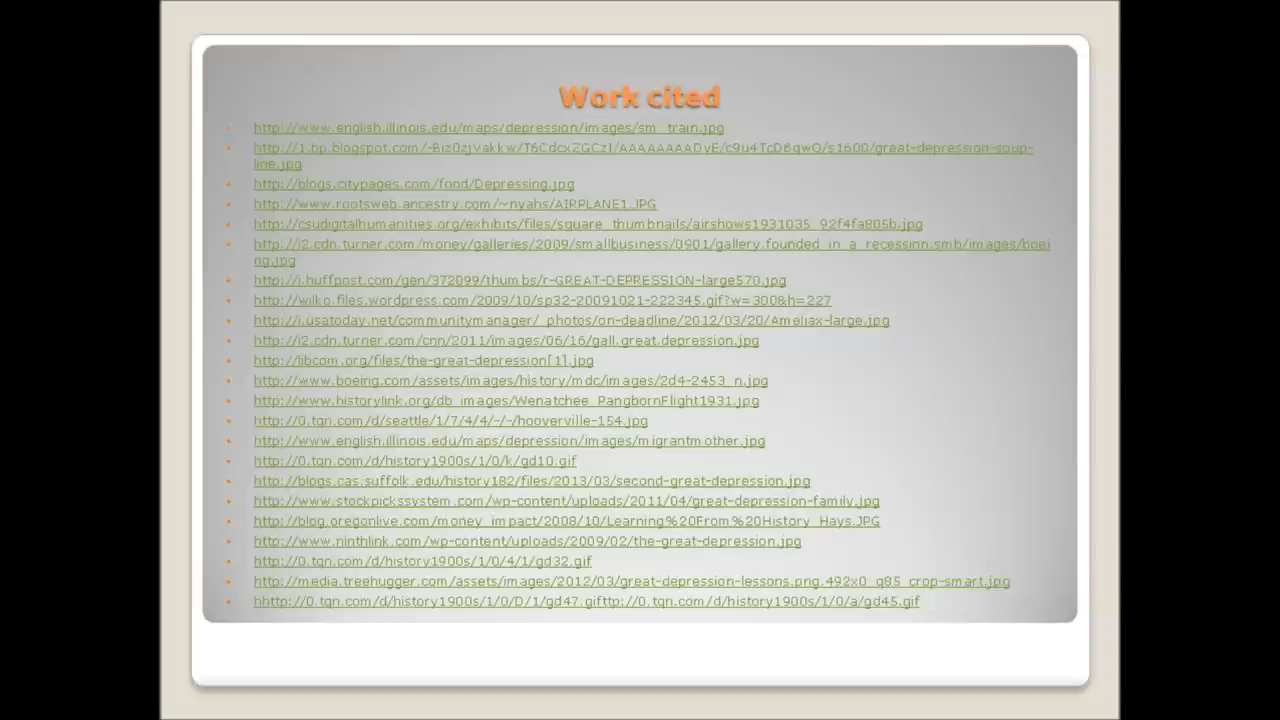 Work cited
http://www.english.illinois.edu/maps/depression/images/sm_train.jpg
line.jpg
http://blogs.citypages.com/food/Depressing.jpg
http://www.rootsweb.ancestry.com/~nyahs/AIRPLANE1.JPG
http://csudigitalhumanities.org/exhibits/files/square_thumbnails/airshows1931035_92f4fa805b.jpg
http://i2.cdn.turner.com/money/galleries/2009/smallbusiness/0901/gallery.founded_in_a_recession.smb/images/boei
ng.jpg
http://i.huffpost.com/gen/372099/thumbs/r-GREAT-DEPRESSION-large570.jpg
http://wilko.files.wordpress.com/2009/10/sp32-20091021-222345.gif?w=300&h=227
http://i.usatoday.net/communitymanager/_photos/on-deadline/2012/03/20/Ameliax-large.jpg
http://i2.cdn.turner.com/cnn/2011/images/06/16/gall.great.depression.jpg
http://libcom.org/files/the-great-depression[1].jpg
http://www.boeing.com/assets/images/history/mdc/images/2d4-2453_n.jpg
http://www.historylink.org/db_images/Wenatchee_PangbornFlight1931.jpg
http://0.tqn.com/d/seattle/1/7/4/4/-/-/hooverville-154.jpg
http://www.english.illinois.edu/maps/depression/images/migrantmother.jpg
http://0.tqn.com/d/history1900s/1/0/k/gd10.gif
http://blogs.cas.suffolk.edu/history182/files/2013/03/second-great-depression.jpg
http://www.stockpickssystem.com/wp-content/uploads/2011/04/great-depression-family.jpg
http://blog.oregonlive.com/money_impact/2008/10/Learning%20From%20History_Hays.JPG
http://www.ninthlink.com/wp-content/uploads/2009/02/the-great-depression.jpg
http://0.tqn.com/d/history1900s/1/0/4/1/gd32.gif
http://media.treehugger.com/assets/images/2012/03/great-depression-lessons.png.492x0_q85_crop-smart.jpg
hhttp://0.tqn.com/d/history1900s/1/0/D/1/gd47.gifttp://0.tqn.com/d/history1900s/1/0/a/gd45.gif